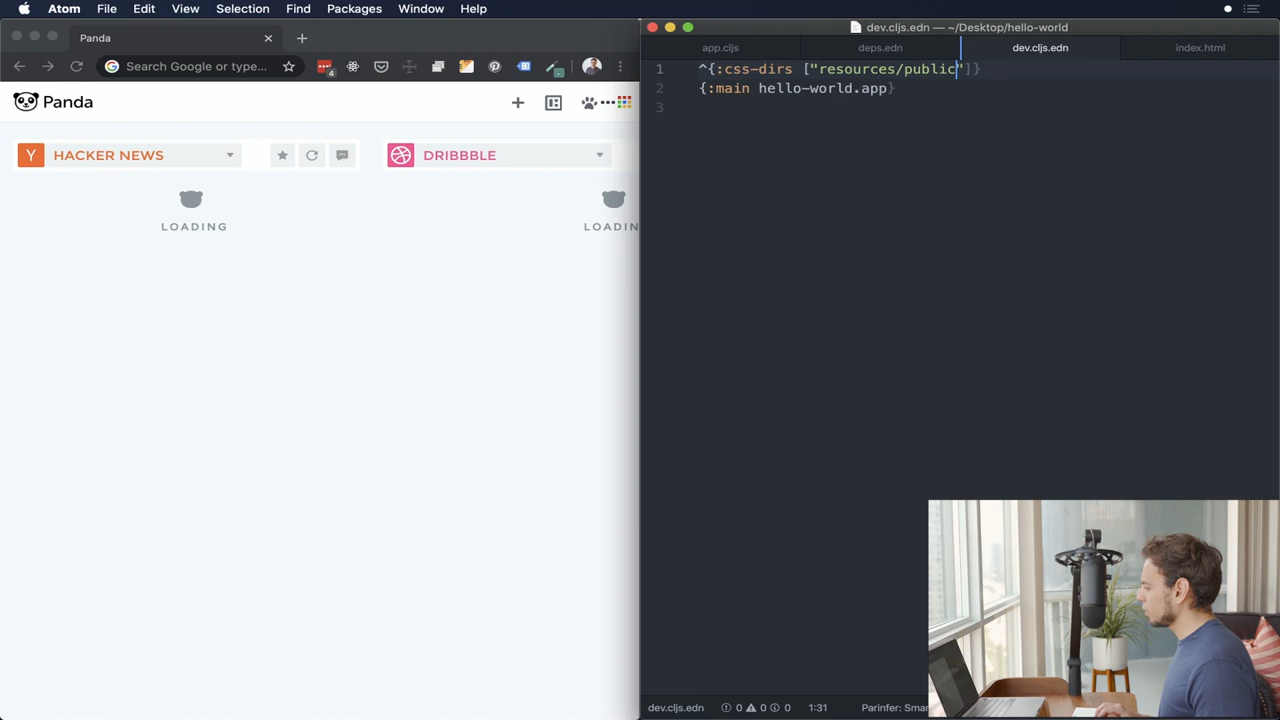 Atom File Edit View Selection Find Packages Window Help
Panda
Search Google or type...
4
Panda
Y HACKER NEWS
DRIBBBLE
LOADING
LOADIN
dev.cljs.edn — ~/Desktop/hello-world
app.cljs deps.edn dev.cljs.edn index.html
1 ^{:css-dirs ["resources/public"]}
2 {:main hello-world.app}
3
dev.cljs.edn 0 0 0 1:31 Parinfer: Smar